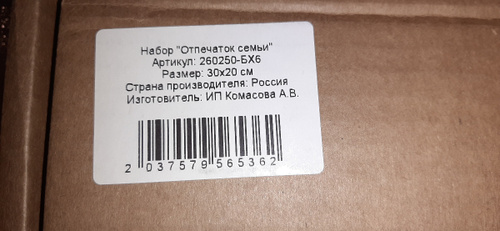 Набор "Отпечаток семьи"
Артикул: 260250-БХ6
Размер: 30х20 см
Страна производителя: Россия
Изготовитель: ИП Комасова А.В.
2 037579 565362